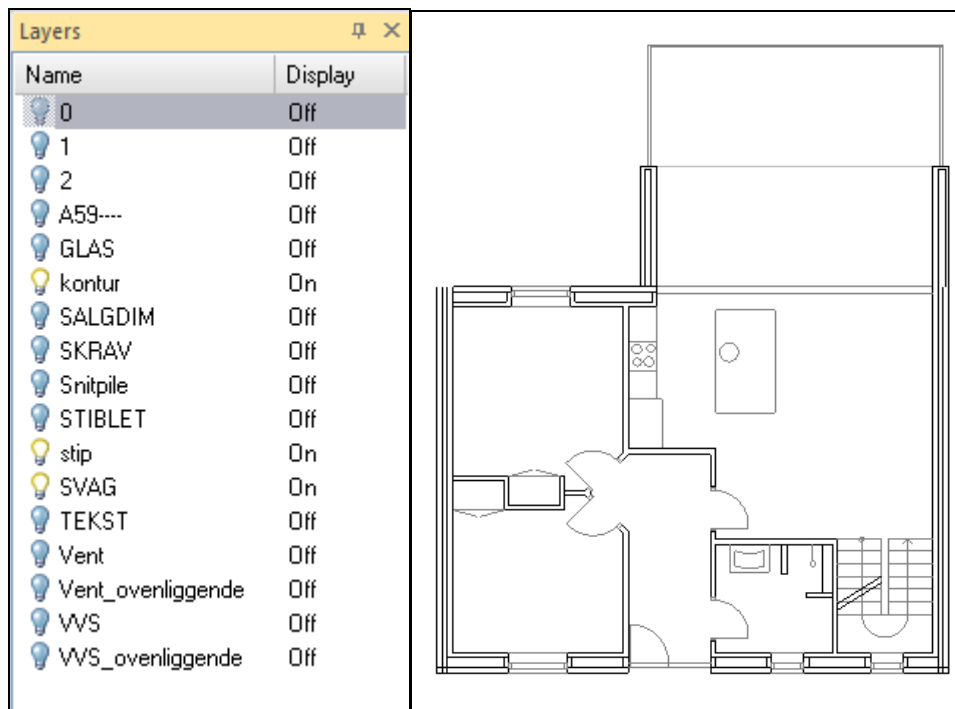 Layers
Name Display
0 Off
1 Off
2 Off
A59---- Off
GLAS Off
kontur On
SALGDIM Off
SKRAV Off
Snitpile Off
STIBLET Off
stip On
SVAG On
TEKST Off
Vent Off
Vent_ovenliggende Off
VVS Off
VVS_ovenliggende Off